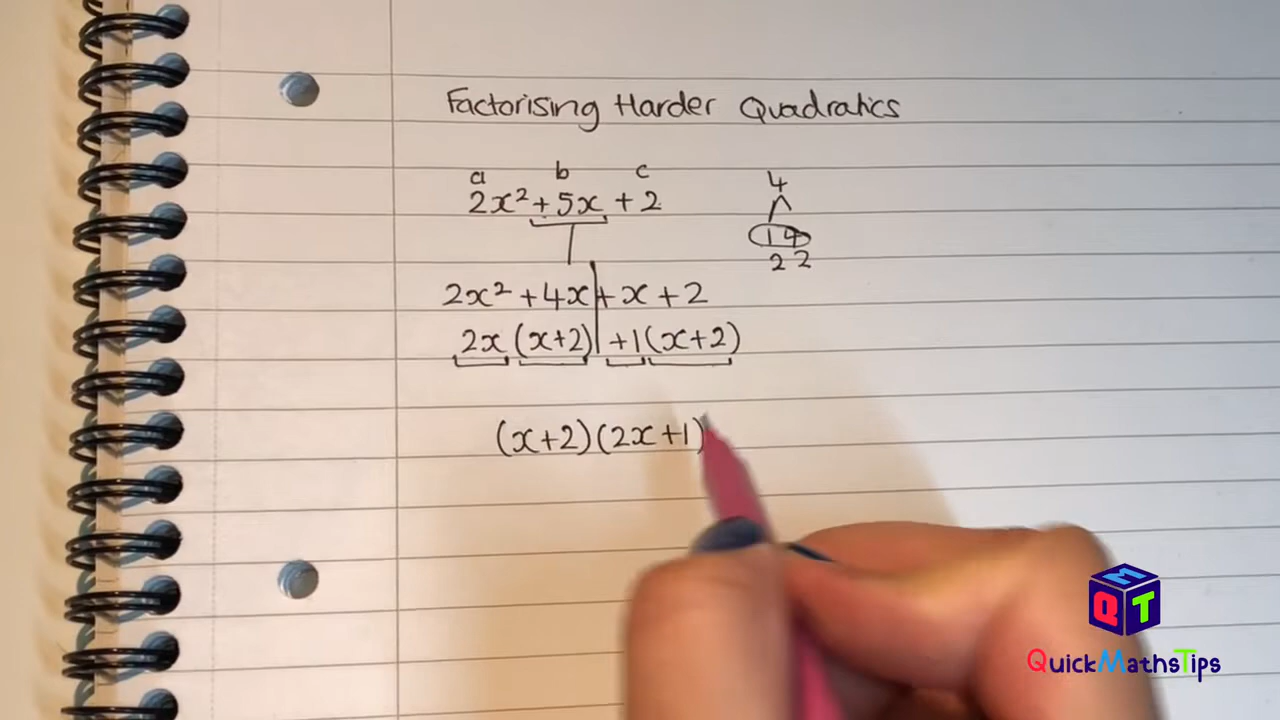 Factorising Harder Quadratics
a b c
2x² + 5x + 2
4
1 4
2 2
2x² + 4x + x + 2
2x (x+2) +1(x+2)
(x+2)(2x+1)
M
Q T
QuickMathsTips